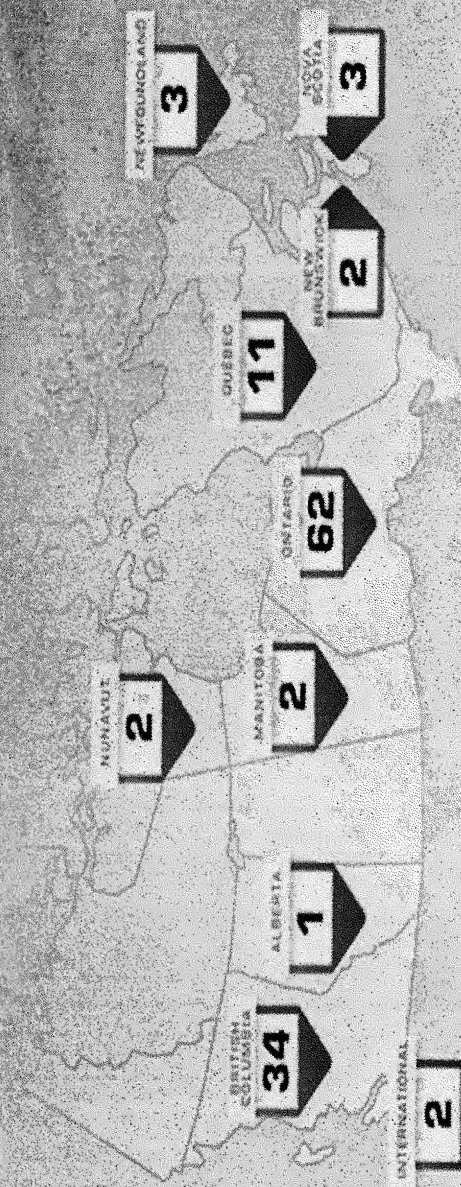 NUNAVUT
2
NEWFOUNDLAND
3
BRITISH
COLUMBIA
34
ALBERTA
1
MANITOBA
2
ONTARIO
62
QUÉBEC
11
NEW
BRUNSWICK
2
NOVA
SCOTIA
3
INTERNATIONAL
2